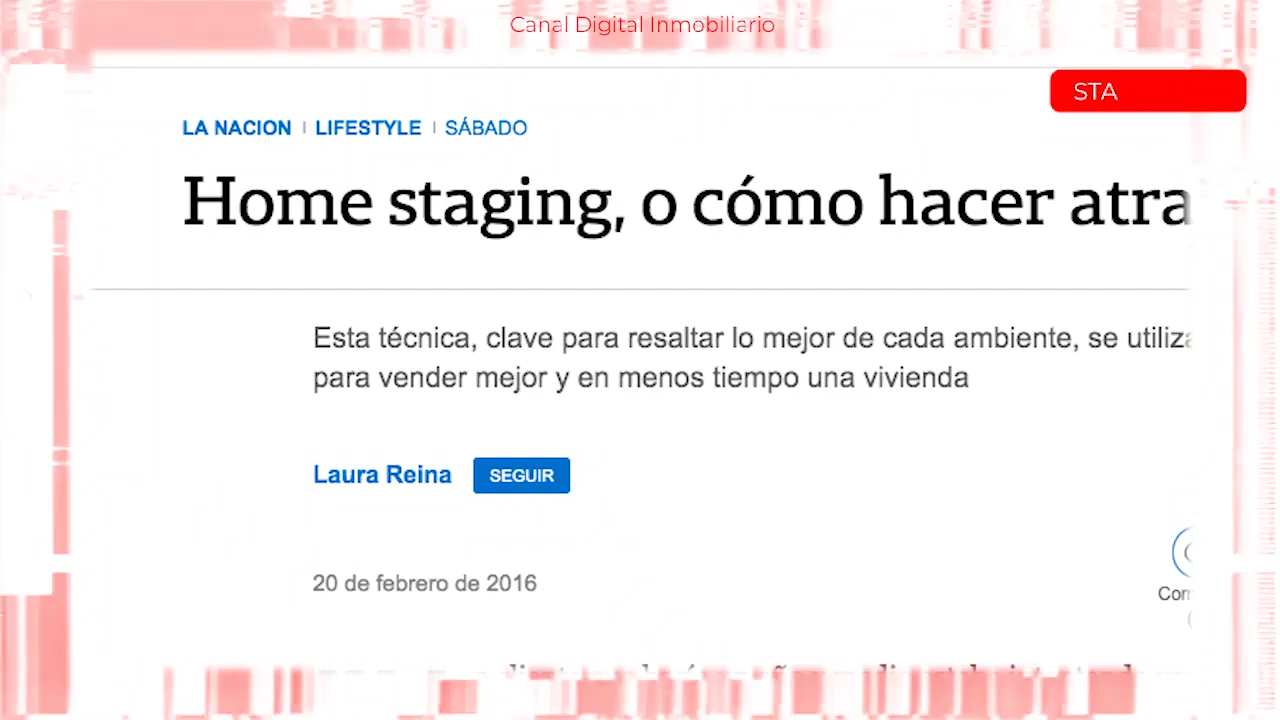 Canal Digital Inmobiliario
STA
LA NACION | LIFESTYLE | SÁBADO
Home staging, o cómo hacer atra
Esta técnica, clave para resaltar lo mejor de cada ambiente, se utiliza
para vender mejor y en menos tiempo una vivienda
Laura Reina SEGUIR
20 de febrero de 2016
Com